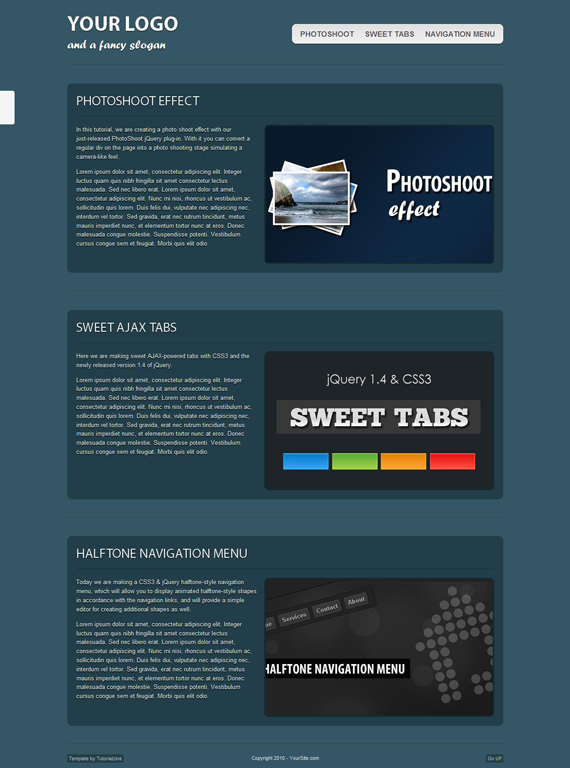 YOUR LOGO
and a fancy slogan
PHOTOSHOOT SWEET TABS NAVIGATION MENU
PHOTOSHOOT EFFECT
In this tutorial, we are creating a photo shoot effect with our
just-released PhotoShoot jQuery plug-in. With it you can convert a
regular div on the page into a photo shooting stage simulating a
camera-like feel.
Lorem ipsum dolor sit amet, consectetur adipiscing elit. Integer
luctus quam quis nibh fringilla sit amet consectetur lectus
malesuada. Sed nec libero erat. Lorem ipsum dolor sit amet,
consectetur adipiscing elit. Nunc mi nisi, rhoncus ut vestibulum ac,
sollicitudin quis lorem. Duis felis dui, vulputate nec adipiscing nec,
interdum vel tortor. Sed gravida, erat nec rutrum tincidunt, metus
mauris imperdiet nunc, et elementum tortor nunc at eros. Donec
malesuada congue molestie. Suspendisse potenti. Vestibulum
cursus congue sem et feugiat. Morbi quis elit odio.
PHOTOSHOOT
effect
SWEET AJAX TABS
Here we are making sweet AJAX-powered tabs with CSS3 and the
newly released version 1.4 of jQuery.
Lorem ipsum dolor sit amet, consectetur adipiscing elit. Integer
luctus quam quis nibh fringilla sit amet consectetur lectus
malesuada. Sed nec libero erat. Lorem ipsum dolor sit amet,
consectetur adipiscing elit. Nunc mi nisi, rhoncus ut vestibulum ac,
sollicitudin quis lorem. Duis felis dui, vulputate nec adipiscing nec,
interdum vel tortor. Sed gravida, erat nec rutrum tincidunt, metus
mauris imperdiet nunc, et elementum tortor nunc at eros. Donec
malesuada congue molestie. Suspendisse potenti. Vestibulum
cursus congue sem et feugiat. Morbi quis elit odio.
jQuery 1.4 & CSS3
SWEET TABS
HALFTONE NAVIGATION MENU
Today we are making a CSS3 & jQuery halftone-style navigation
menu, which will allow you to display animated halftone-style shapes
in accordance with the navigation links, and will provide a simple
editor for creating additional shapes as well.
Lorem ipsum dolor sit amet, consectetur adipiscing elit. Integer
luctus quam quis nibh fringilla sit amet consectetur lectus
malesuada. Sed nec libero erat. Lorem ipsum dolor sit amet,
consectetur adipiscing elit. Nunc mi nisi, rhoncus ut vestibulum ac,
sollicitudin quis lorem. Duis felis dui, vulputate nec adipiscing nec,
interdum vel tortor. Sed gravida, erat nec rutrum tincidunt, metus
mauris imperdiet nunc, et elementum tortor nunc at eros. Donec
malesuada congue molestie. Suspendisse potenti. Vestibulum
cursus congue sem et feugiat. Morbi quis elit odio.
Services Contact About
HALFTONE NAVIGATION MENU
Template by Tutorialzine Copyright 2010 - YourSite.com Go UP